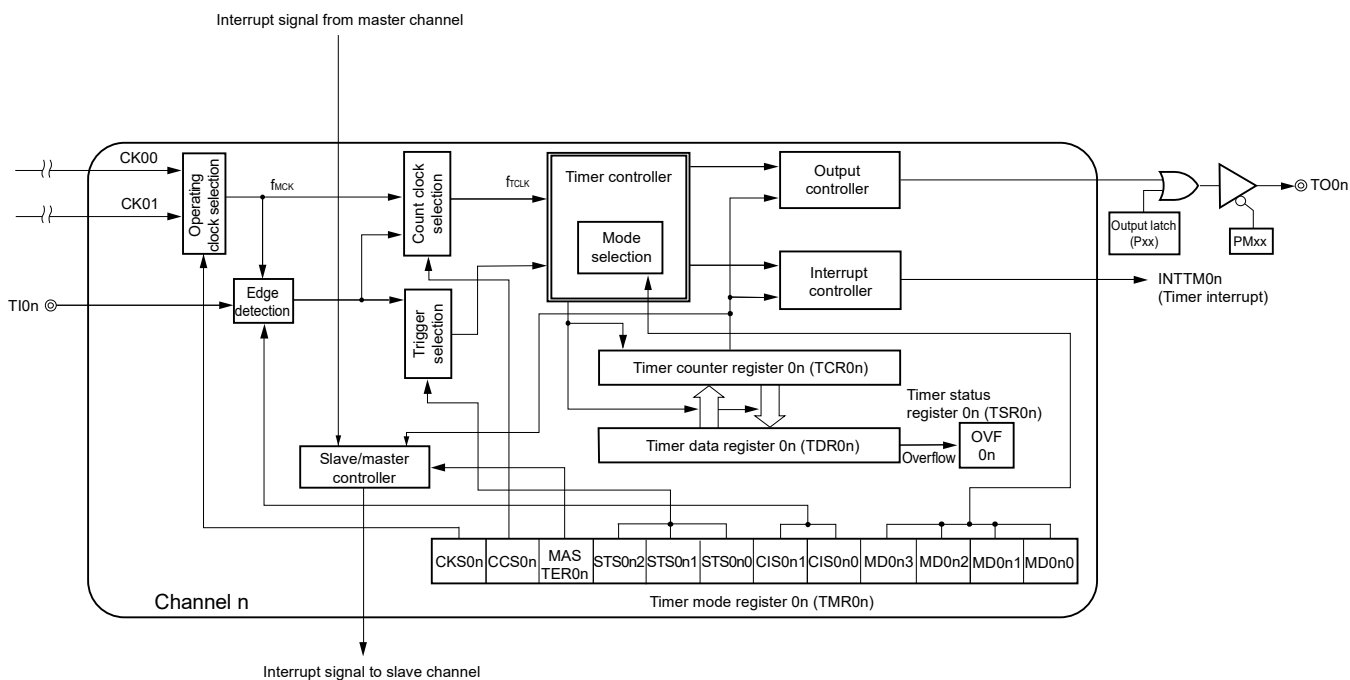 Interrupt signal from master channel
CK00
CK01
Operating
clock selection
fMCK
Count clock
selection
fTCLK
Timer controller
Mode
selection
Output
controller
Output latch
(Pxx)
PMxx
TO0n
Interrupt
controller
INTTM0n
(Timer interrupt)
TI0n
Edge
detection
Trigger
selection
Timer counter register 0n (TCR0n)
Timer status
register 0n (TSR0n)
Timer data register 0n (TDR0n)
Overflow
OVF
0n
Slave/master
controller
CKS0n
CCS0n
MAS
TER0n
STS0n2
STS0n1
STS0n0
CIS0n1
CIS0n0
MD0n3
MD0n2
MD0n1
MD0n0
Channel n
Timer mode register 0n (TMR0n)
Interrupt signal to slave channel